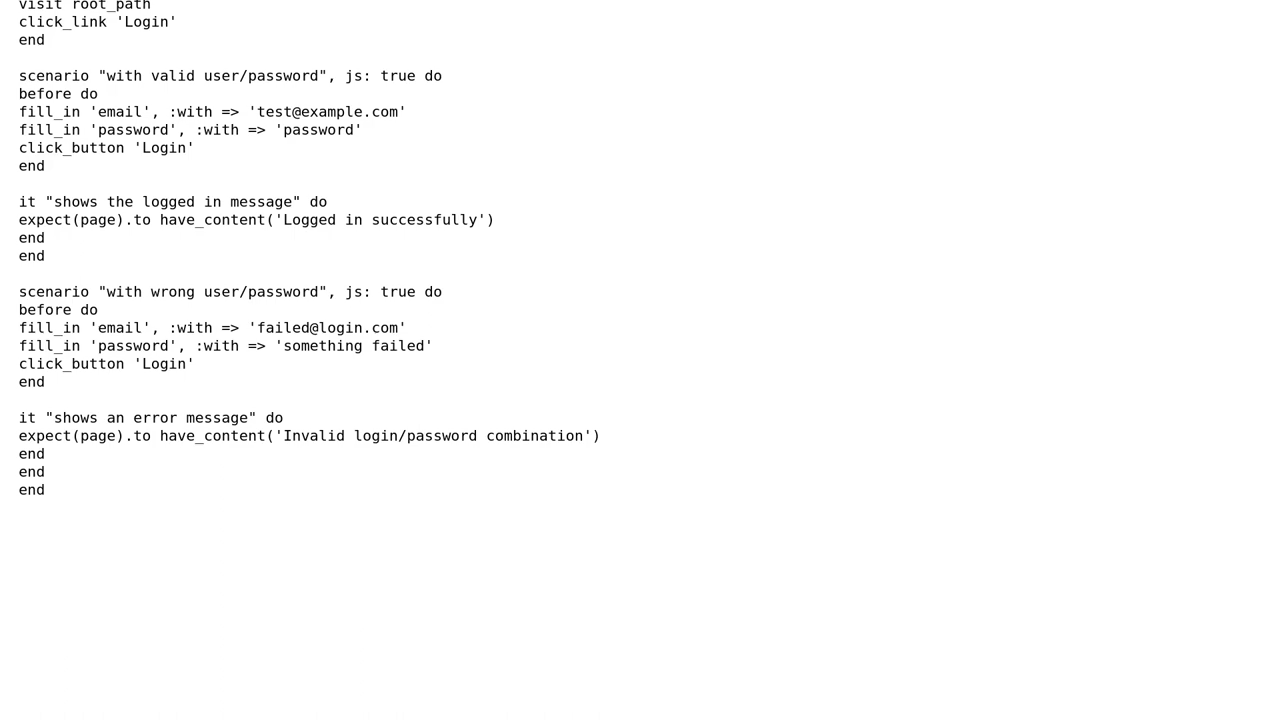 visit root_path
click_link 'Login'
end

scenario "with valid user/password", js: true do
before do
fill_in 'email', :with => 'test@example.com'
fill_in 'password', :with => 'password'
click_button 'Login'
end

it "shows the logged in message" do
expect(page).to have_content('Logged in successfully')
end
end

scenario "with wrong user/password", js: true do
before do
fill_in 'email', :with => 'failed@login.com'
fill_in 'password', :with => 'something failed'
click_button 'Login'
end

it "shows an error message" do
expect(page).to have_content('Invalid login/password combination')
end
end
end